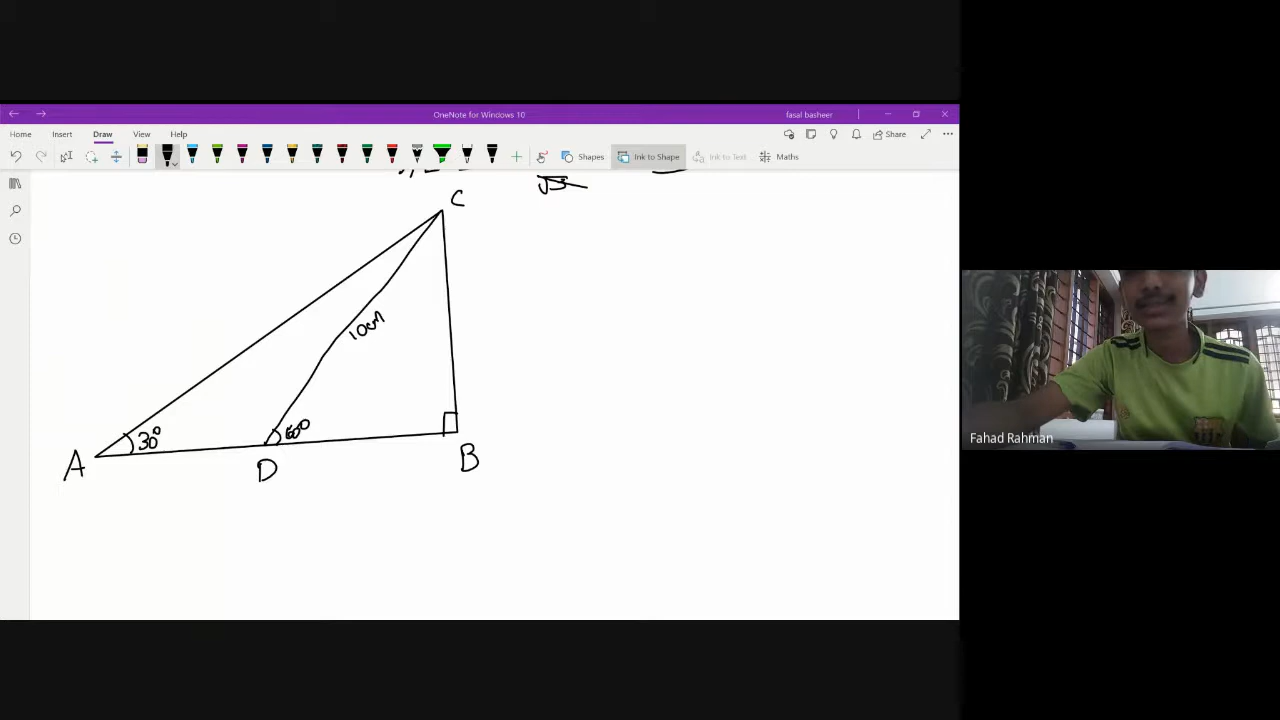 OneNote for Windows 10
fasal basheer
Home Insert Draw View Help
Share
Shapes Ink to Shape Ink to Text Maths
√3
C
10cm
30°
60°
A
D
B
Fahad Rahman